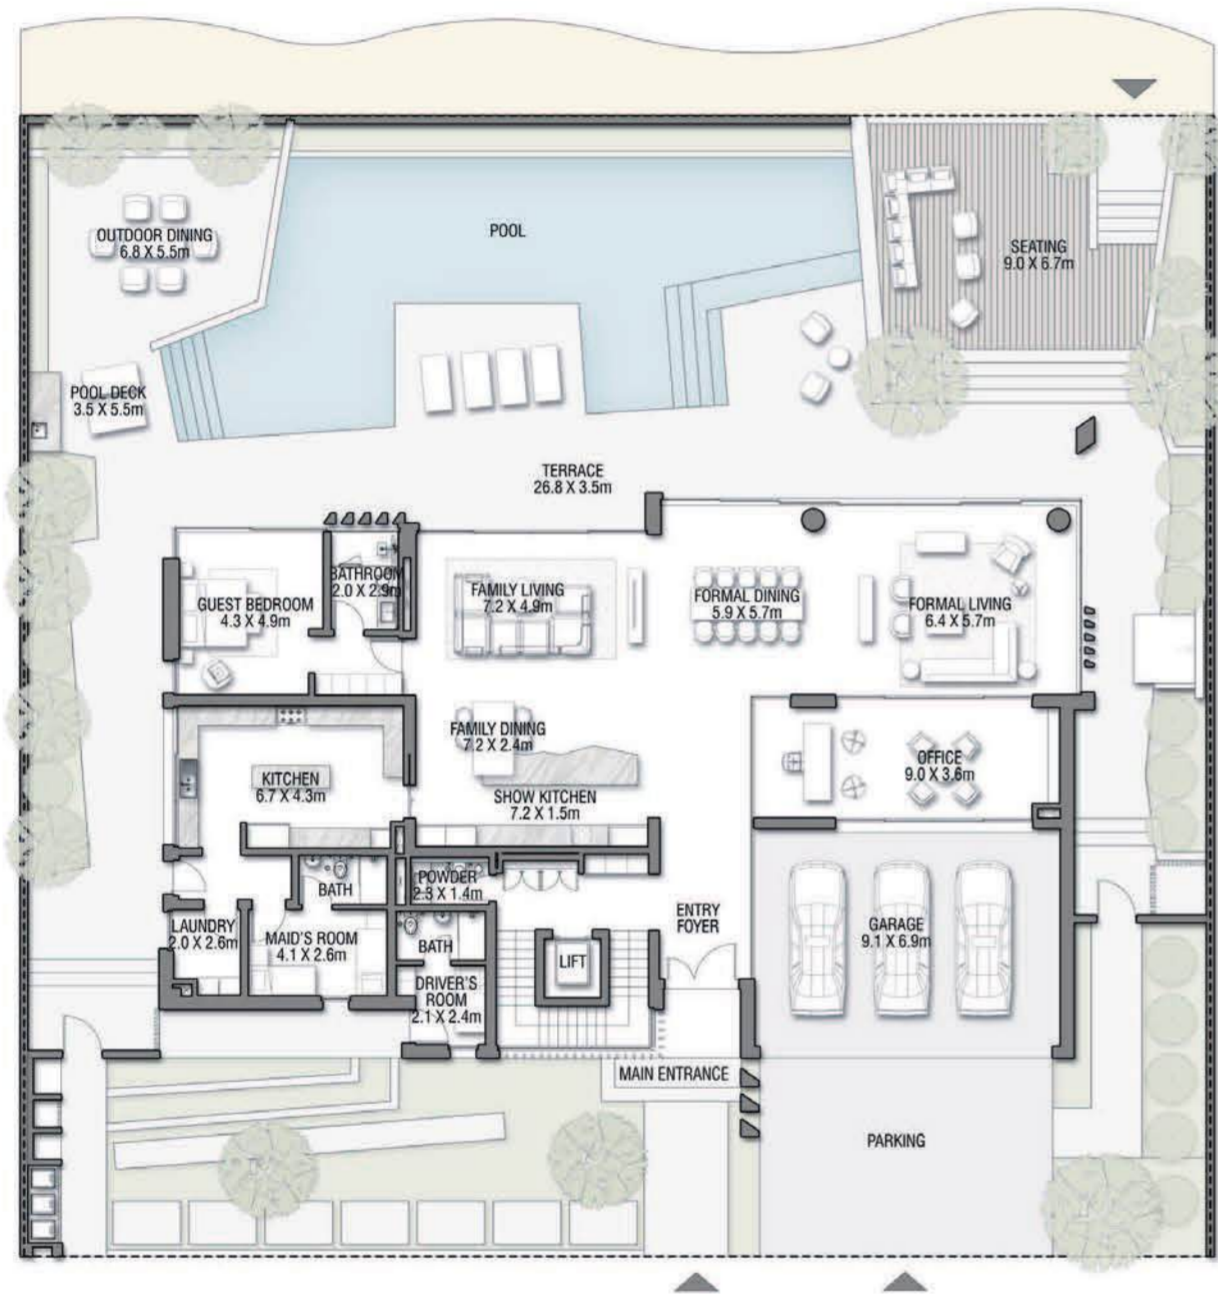 POOL
OUTDOOR DINING
6.8 X 5.5m
SEATING
9.0 X 6.7m
POOL DECK
3.5 X 5.5m
TERRACE
26.8 X 3.5m
BATHROOM
2.0 X 2.9m
GUEST BEDROOM
4.3 X 4.9m
FAMILY LIVING
7.2 X 4.9m
FORMAL DINING
5.9 X 5.7m
FORMAL LIVING
6.4 X 5.7m
FAMILY DINING
7.2 X 2.4m
OFFICE
9.0 X 3.6m
KITCHEN
6.7 X 4.3m
SHOW KITCHEN
7.2 X 1.5m
POWDER
2.3 X 1.4m
BATH
LAUNDRY
2.0 X 2.6m
MAID'S ROOM
4.1 X 2.6m
BATH
ENTRY
FOYER
GARAGE
9.1 X 6.9m
LIFT
DRIVER'S
ROOM
2.1 X 2.4m
MAIN ENTRANCE
PARKING